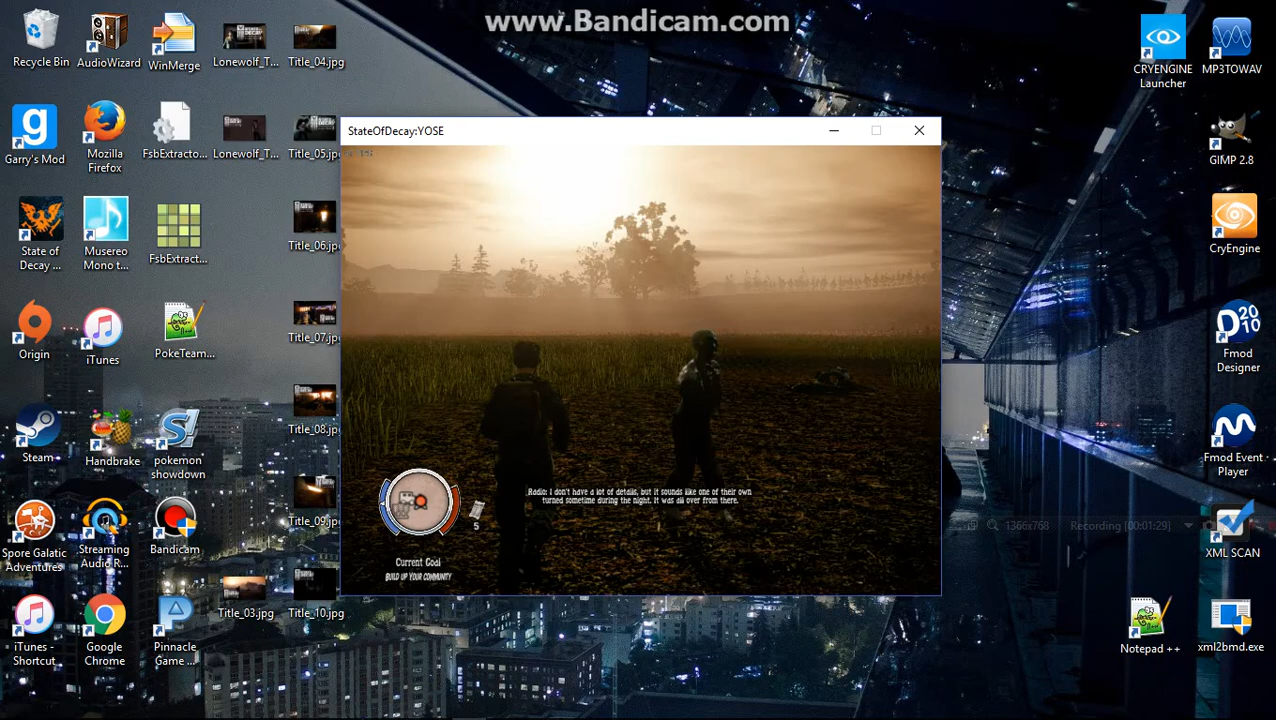 www.Bandicam.com
Recycle Bin
AudioWizard
WinMerge
Lonewolf_T...
Title_04.jpg
CRYENGINE
Launcher
MP3TOWAV
StateOfDecay:YOSE
Garry's Mod
Mozilla
Firefox
FsbExtracto...
Lonewolf_T...
Title_05.jpg
GIMP 2.8
State of
Decay ...
Musereo
Mono t...
FsbExtract...
Title_06.jpg
CryEngine
Origin
iTunes
PokeTeam...
Title_07.jpg
Fmod
Designer
Steam
Handbrake
pokemon
showdown
Title_08.jpg
Fmod Event
Player
Radio: I don't have a lot of details, but it sounds like one of their own
turned sometime during the night. It was all over from there.
5
Current Goal
BUILD UP YOUR COMMUNITY
Spore Galatic
Adventures
Streaming
Audio R...
Bandicam
Title_09.jpg
1366x768
Recording [00:01:29]
XML SCAN
iTunes -
Shortcut
Google
Chrome
Pinnacle
Game ...
Title_03.jpg
Title_10.jpg
Notepad ++
xml2bmd.exe